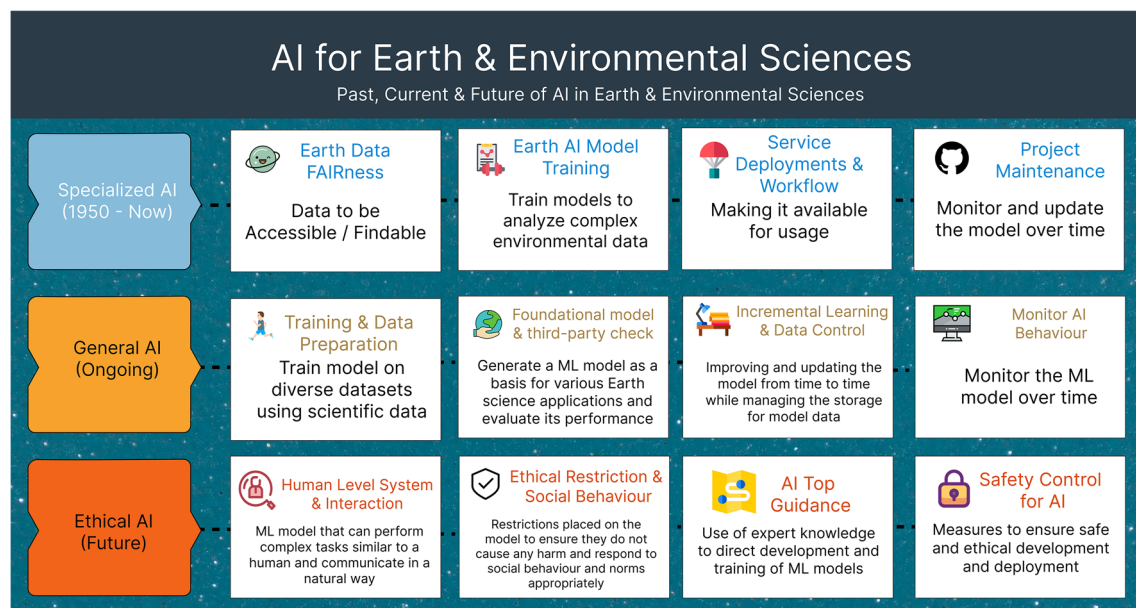 AI for Earth & Environmental Sciences
Past, Current & Future of AI in Earth & Environmental Sciences
Specialized AI
(1950 - Now)
Earth Data
FAIRness
Data to be
Accessible / Findable
Earth AI Model
Training
Train models to
analyze complex
environmental data
Service
Deployments &
Workflow
Making it available
for usage
Project
Maintenance
Monitor and update
the model over time
General AI
(Ongoing)
Training & Data
Preparation
Train model on
diverse datasets
using scientific data
Foundational model
& third-party check
Generate a ML model as a
basis for various Earth
science applications and
evaluate its performance
Incremental Learning
& Data Control
Improving and updating the
model from time to time
while managing the storage
for model data
Monitor AI
Behaviour
Monitor the ML
model over time
Ethical AI
(Future)
Human Level System
& Interaction
ML model that can perform
complex tasks similar to a
human and communicate in a
natural way
Ethical Restriction &
Social Behaviour
Restrictions placed on the
model to ensure they do not
cause any harm and respond to
social behaviour and norms
appropriately
AI Top
Guidance
Use of expert knowledge
to direct development and
training of ML models
Safety Control
for AI
Measures to ensure safe
and ethical development
and deployment